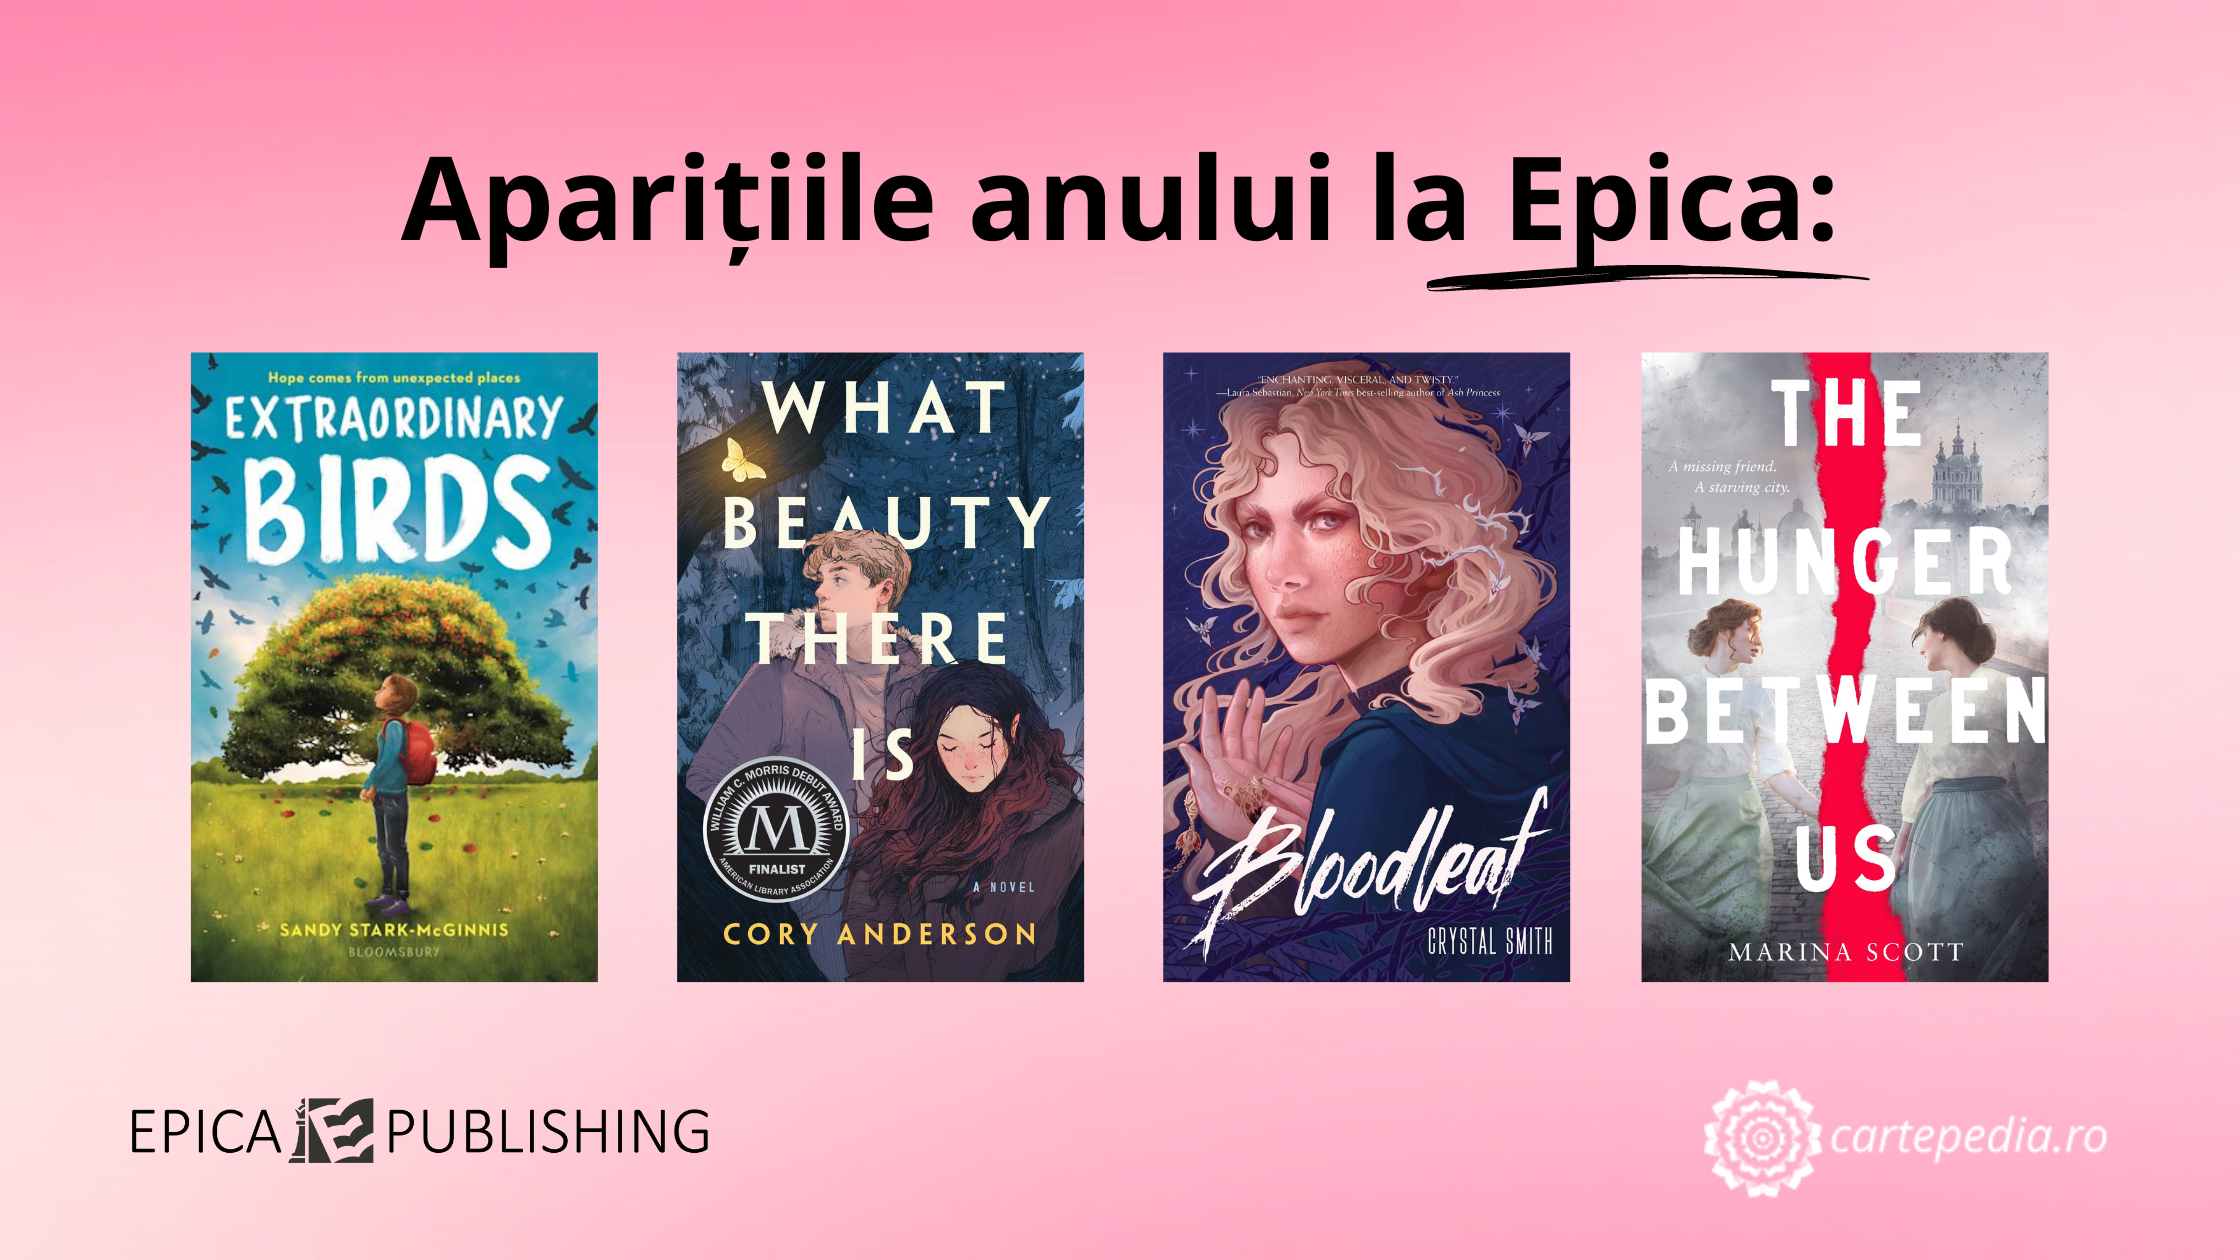 Aparițiile anului la Epica:
Hope comes from unexpected places
EXTRAORDINARY
BIRDS
SANDY STARK-McGINNIS
BLOOMSBURY
WHAT
BEAUTY
THERE
IS
WILLIAM C. MORRIS DEBUT AWARD
M
FINALIST
AMERICAN LIBRARY ASSOCIATION
A NOVEL
CORY ANDERSON
"ENCHANTING, VISCERAL, AND TWISTY."
—Laura Sebastian, New York Times best-selling author of Ash Princess
Bloodleaf
CRYSTAL SMITH
THE
A missing friend.
A starving city.
HUNGER
BETWEEN
US
MARINA SCOTT
EPICA PUBLISHING
cartepedia.ro